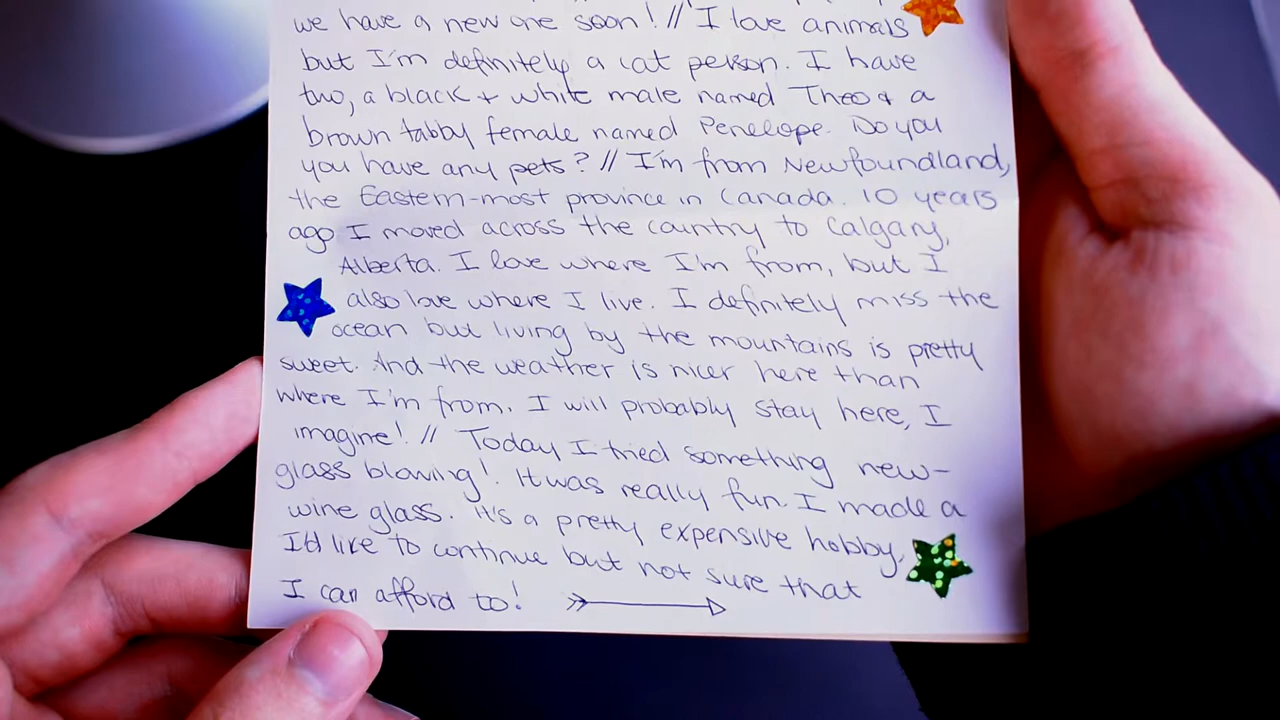 we have a new one soon! // I love animals
but I'm definitely a cat person. I have
two, a black + white male named Theo & a
brown tabby female named Penelope. Do you
you have any pets? // I'm from Newfoundland,
the Eastern-most province in Canada. 10 years
ago I moved across the country to Calgary,
Alberta. I love where I'm from, but I
also love where I live. I definitely miss the
ocean but living by the mountains is pretty
sweet. And the weather is nicer here than
where I'm from. I will probably stay here, I
imagine! // Today I tried something new-
glass blowing! It was really fun. I made a
wine glass. It's a pretty expensive hobby,
I'd like to continue but not sure that
I can afford to!